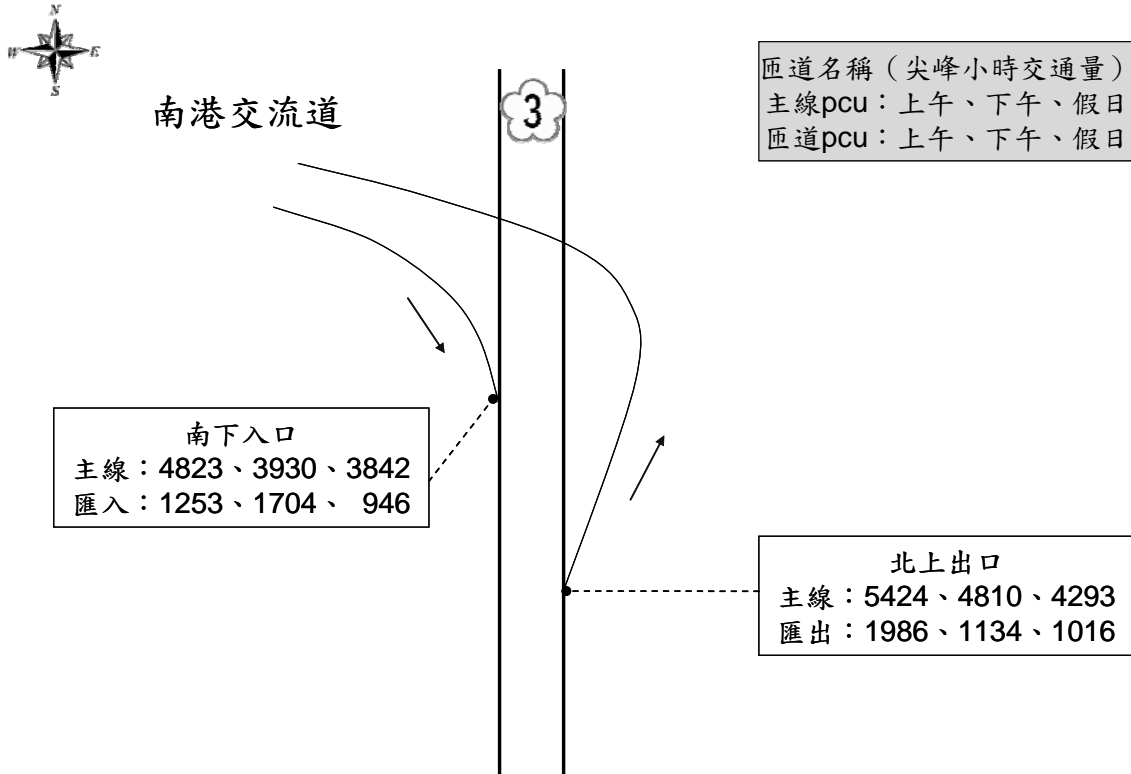 N
W
E
S
南港交流道
3
匝道名稱（尖峰小時交通量）
主線pcu：上午、下午、假日
匝道pcu：上午、下午、假日
南下入口
主線：4823、3930、3842
匯入：1253、1704、 946
北上出口
主線：5424、4810、4293
匯出：1986、1134、1016